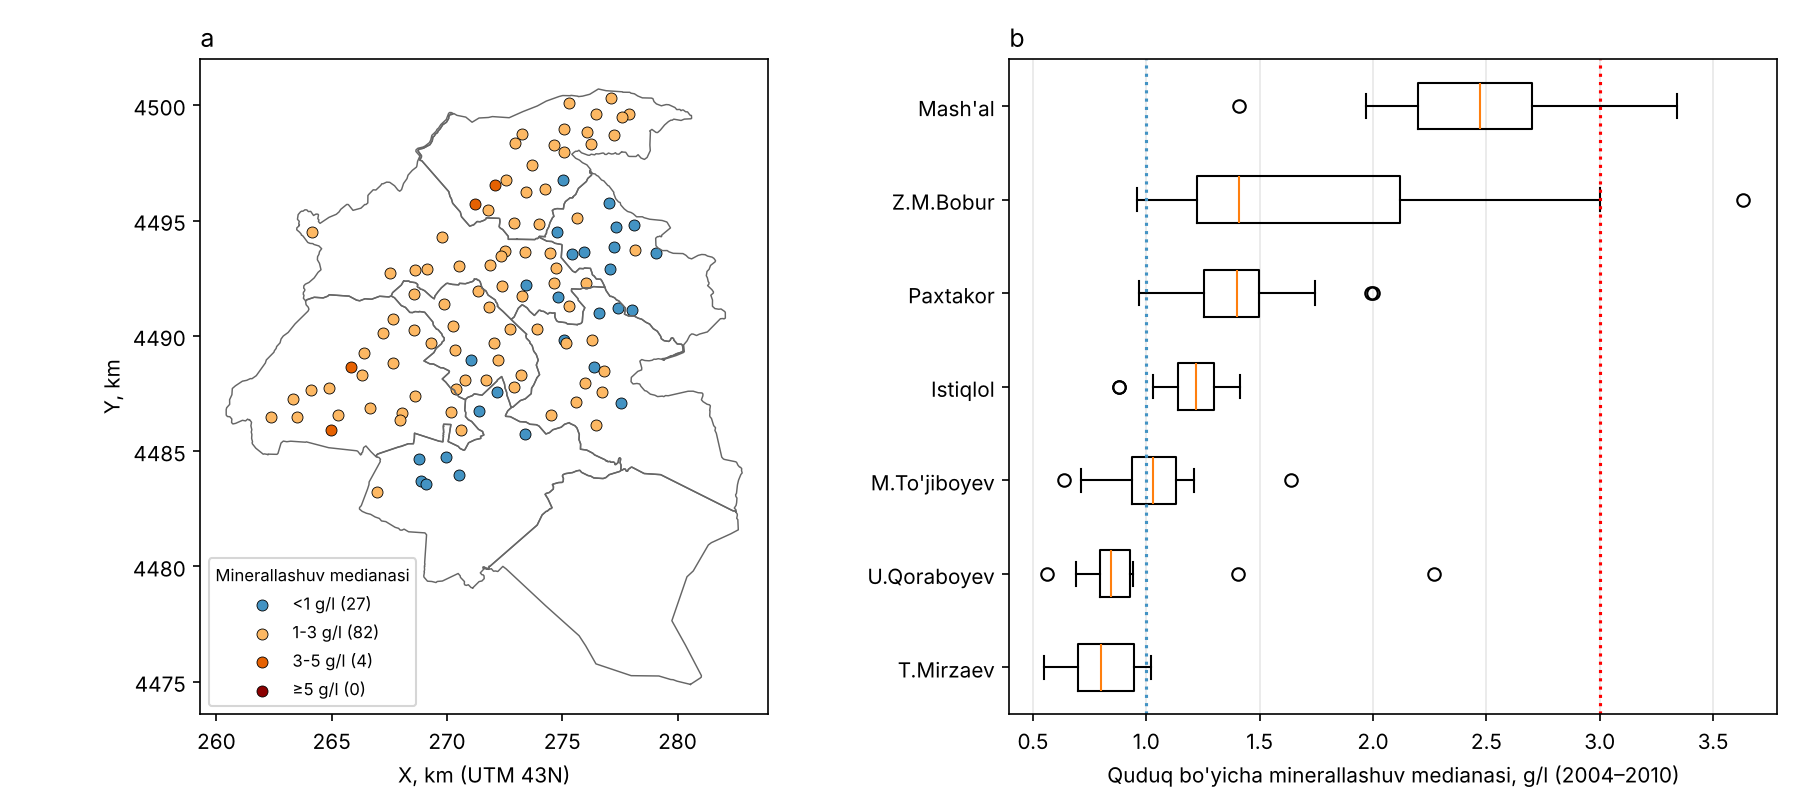 a
4500
4495
4490
4485
4480
4475
Y, km
Minerallashuv medianasi
<1 g/l (27)
1-3 g/l (82)
3-5 g/l (4)
≥5 g/l (0)
260 265 270 275 280
X, km (UTM 43N)
b
Mash'al
Z.M.Bobur
Paxtakor
Istiqlol
M.To'jiboyev
U.Qoraboyev
T.Mirzaev
0.5 1.0 1.5 2.0 2.5 3.0 3.5
Quduq bo'yicha minerallashuv medianasi, g/l (2004–2010)